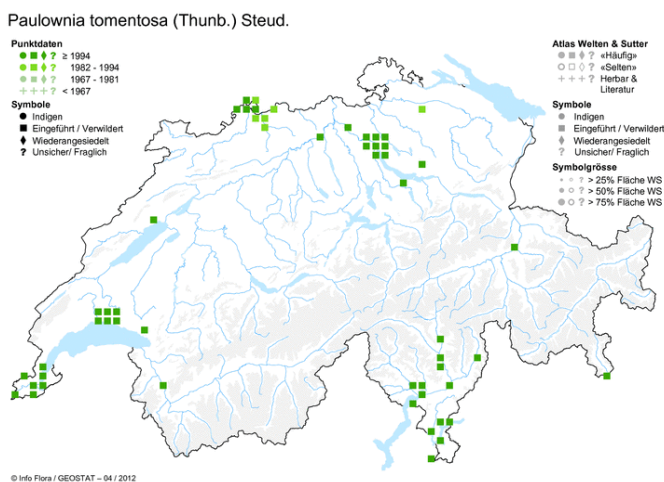 Paulownia tomentosa (Thunb.) Steud.
Punktdaten
? ≥ 1994
? 1982 - 1994
? 1967 - 1981
< 1967
Symbole
Indigen
Eingeführt / Verwildert
Wiederangesiedelt
? Unsicher/ Fraglich
Atlas Welten & Sutter
? «Häufig»
? «Selten»
Herbar &
Literatur
Symbole
Indigen
Eingeführt / Verwildert
Wiederangesiedelt
? Unsicher/ Fraglich
Symbolgrösse
? > 25% Fläche WS
? > 50% Fläche WS
? > 75% Fläche WS
© Info Flora / GEOSTAT – 04 / 2012